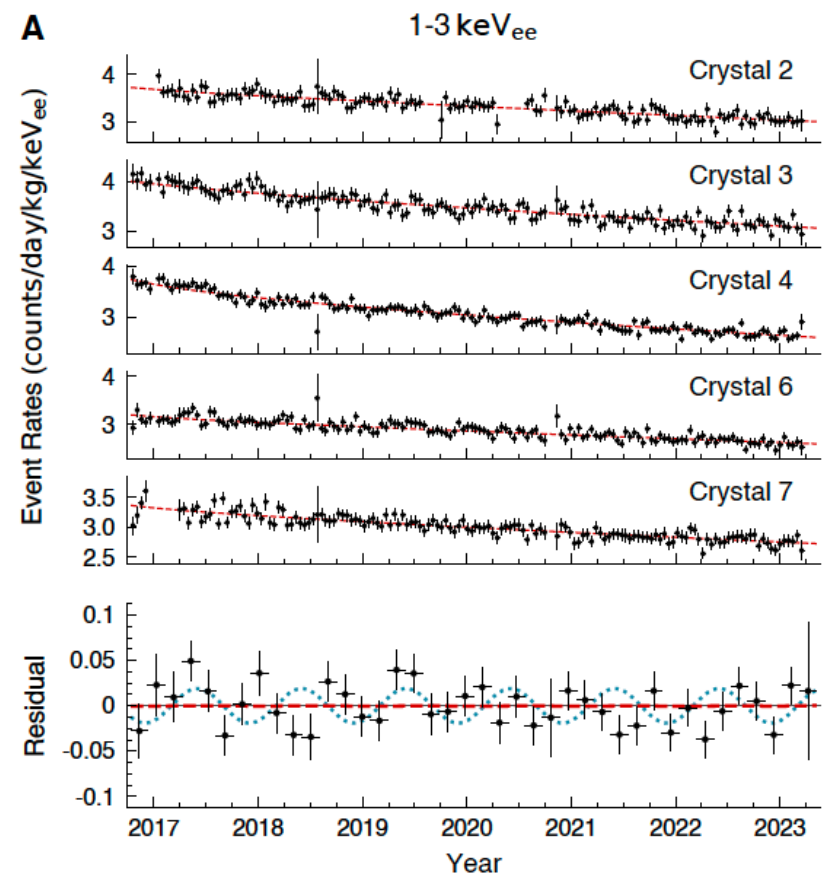 A
1-3 keVee
Event Rates (counts/day/kg/keVee)
Crystal 2
4
3
Crystal 3
4
3
Crystal 4
4
3
Crystal 6
4
3
Crystal 7
3.5
3.0
2.5
Residual
0.1
0.05
0
-0.05
-0.1
2017 2018 2019 2020 2021 2022 2023
Year